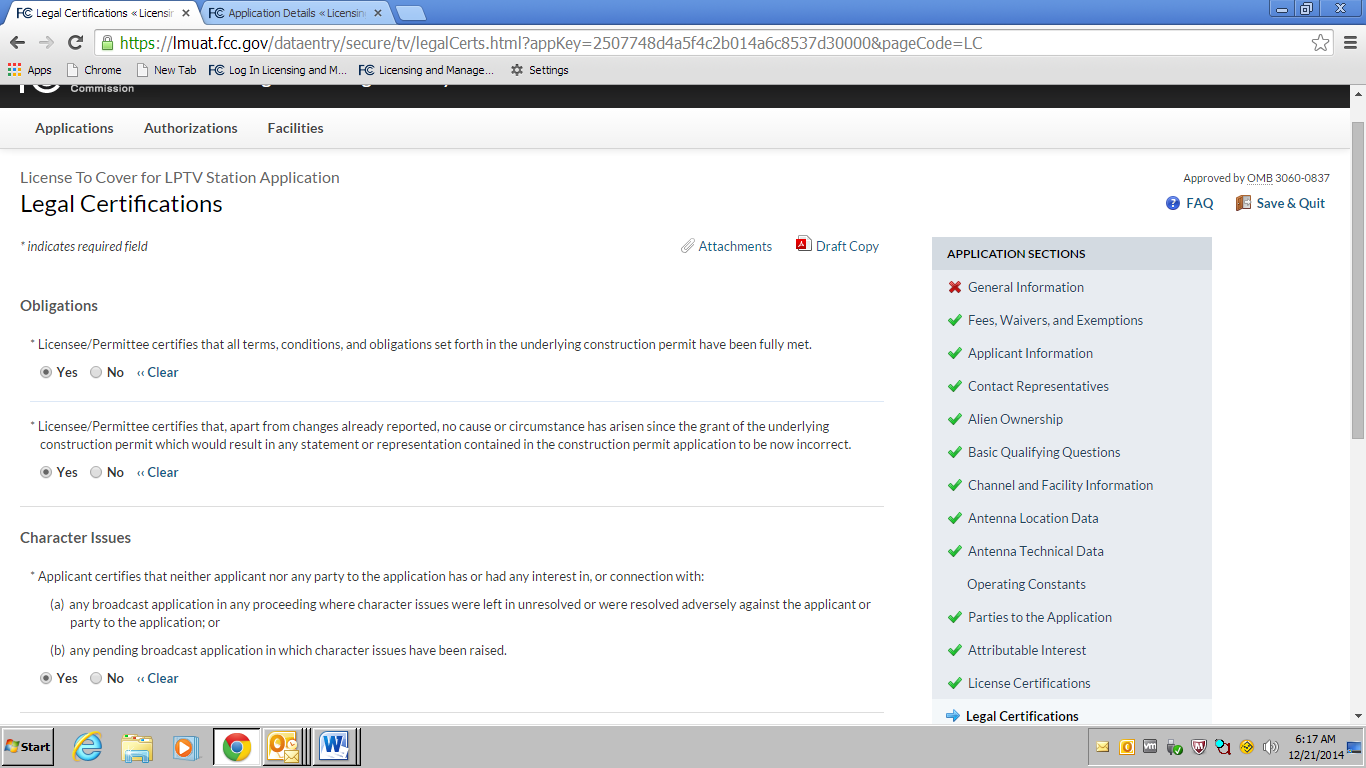 Legal Certifications « Licensin
Application Details « Licensin
https://lmuat.fcc.gov/dataentry/secure/tv/legalCerts.html?appKey=2507748d4a5f4c2b014a6c8537d30000&pageCode=LC
Apps Chrome New Tab Log In Licensing and M... Licensing and Manage... Settings
Commission
Applications Authorizations Facilities
License To Cover for LPTV Station Application
Approved by OMB 3060-0837
Legal Certifications
FAQ Save & Quit
* indicates required field
Attachments Draft Copy
Obligations
* Licensee/Permittee certifies that all terms, conditions, and obligations set forth in the underlying construction permit have been fully met.
Yes No ‹‹ Clear
* Licensee/Permittee certifies that, apart from changes already reported, no cause or circumstance has arisen since the grant of the underlying
construction permit which would result in any statement or representation contained in the construction permit application to be now incorrect.
Yes No ‹‹ Clear
Character Issues
* Applicant certifies that neither applicant nor any party to the application has or had any interest in, or connection with:
(a) any broadcast application in any proceeding where character issues were left in unresolved or were resolved adversely against the applicant or
party to the application; or
(b) any pending broadcast application in which character issues have been raised.
Yes No ‹‹ Clear
APPLICATION SECTIONS
General Information
Fees, Waivers, and Exemptions
Applicant Information
Contact Representatives
Alien Ownership
Basic Qualifying Questions
Channel and Facility Information
Antenna Location Data
Antenna Technical Data
Operating Constants
Parties to the Application
Attributable Interest
License Certifications
Legal Certifications
Start
6:17 AM
12/21/2014